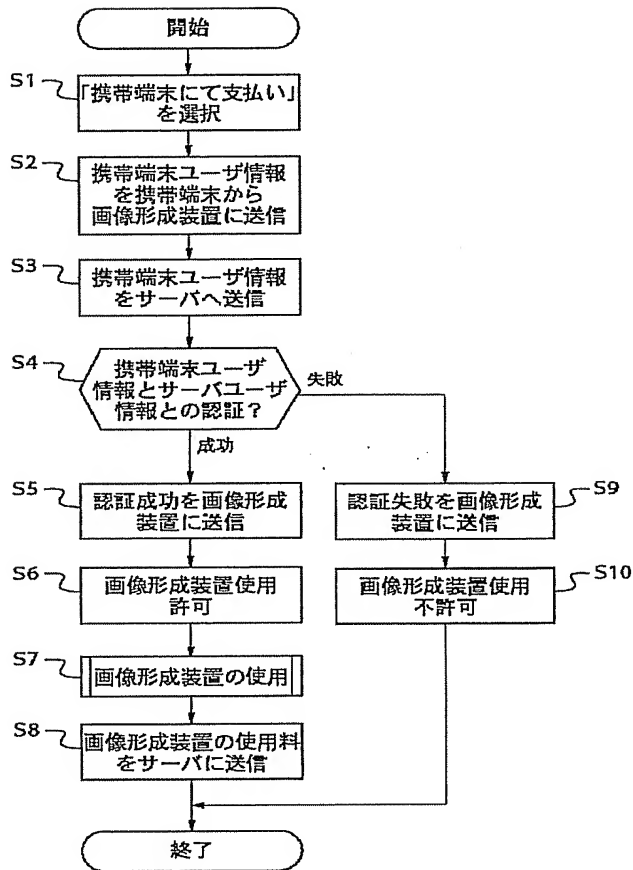 開始
S1
「携帯端末にて支払い」
を選択
S2
携帯端末ユーザ情報
を携帯端末から
画像形成装置に送信
S3
携帯端末ユーザ情報
をサーバへ送信
S4
携帯端末ユーザ
情報とサーバユーザ
情報との認証？
失敗
成功
S5
認証成功を画像形成
装置に送信
認証失敗を画像形成
装置に送信
S9
S6
画像形成装置使用
許可
画像形成装置使用
不許可
S10
S7
画像形成装置の使用
S8
画像形成装置の使用料
をサーバに送信
終了